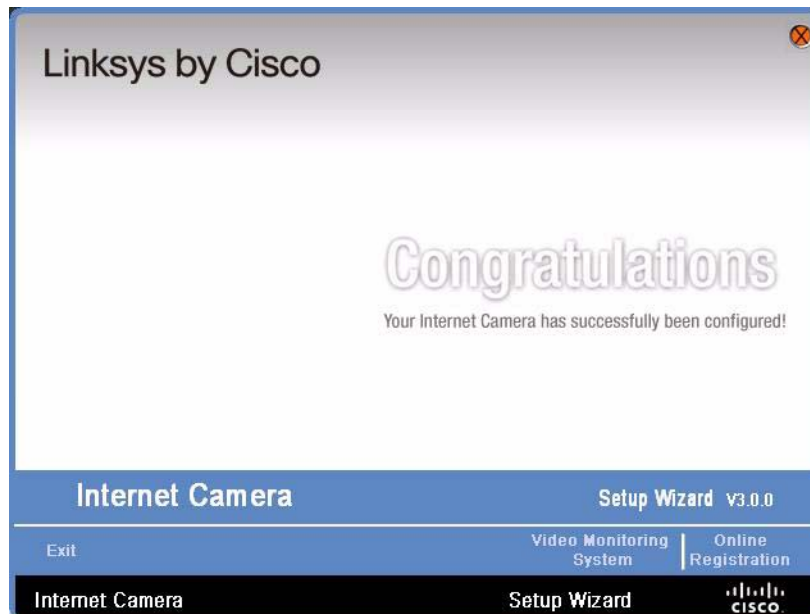 Linksys by Cisco
Congratulations
Your Internet Camera has successfully been configured!
Internet Camera
Setup Wizard V3.0.0
Exit
Video Monitoring
System
Online
Registration
Internet Camera
Setup Wizard
CISCO